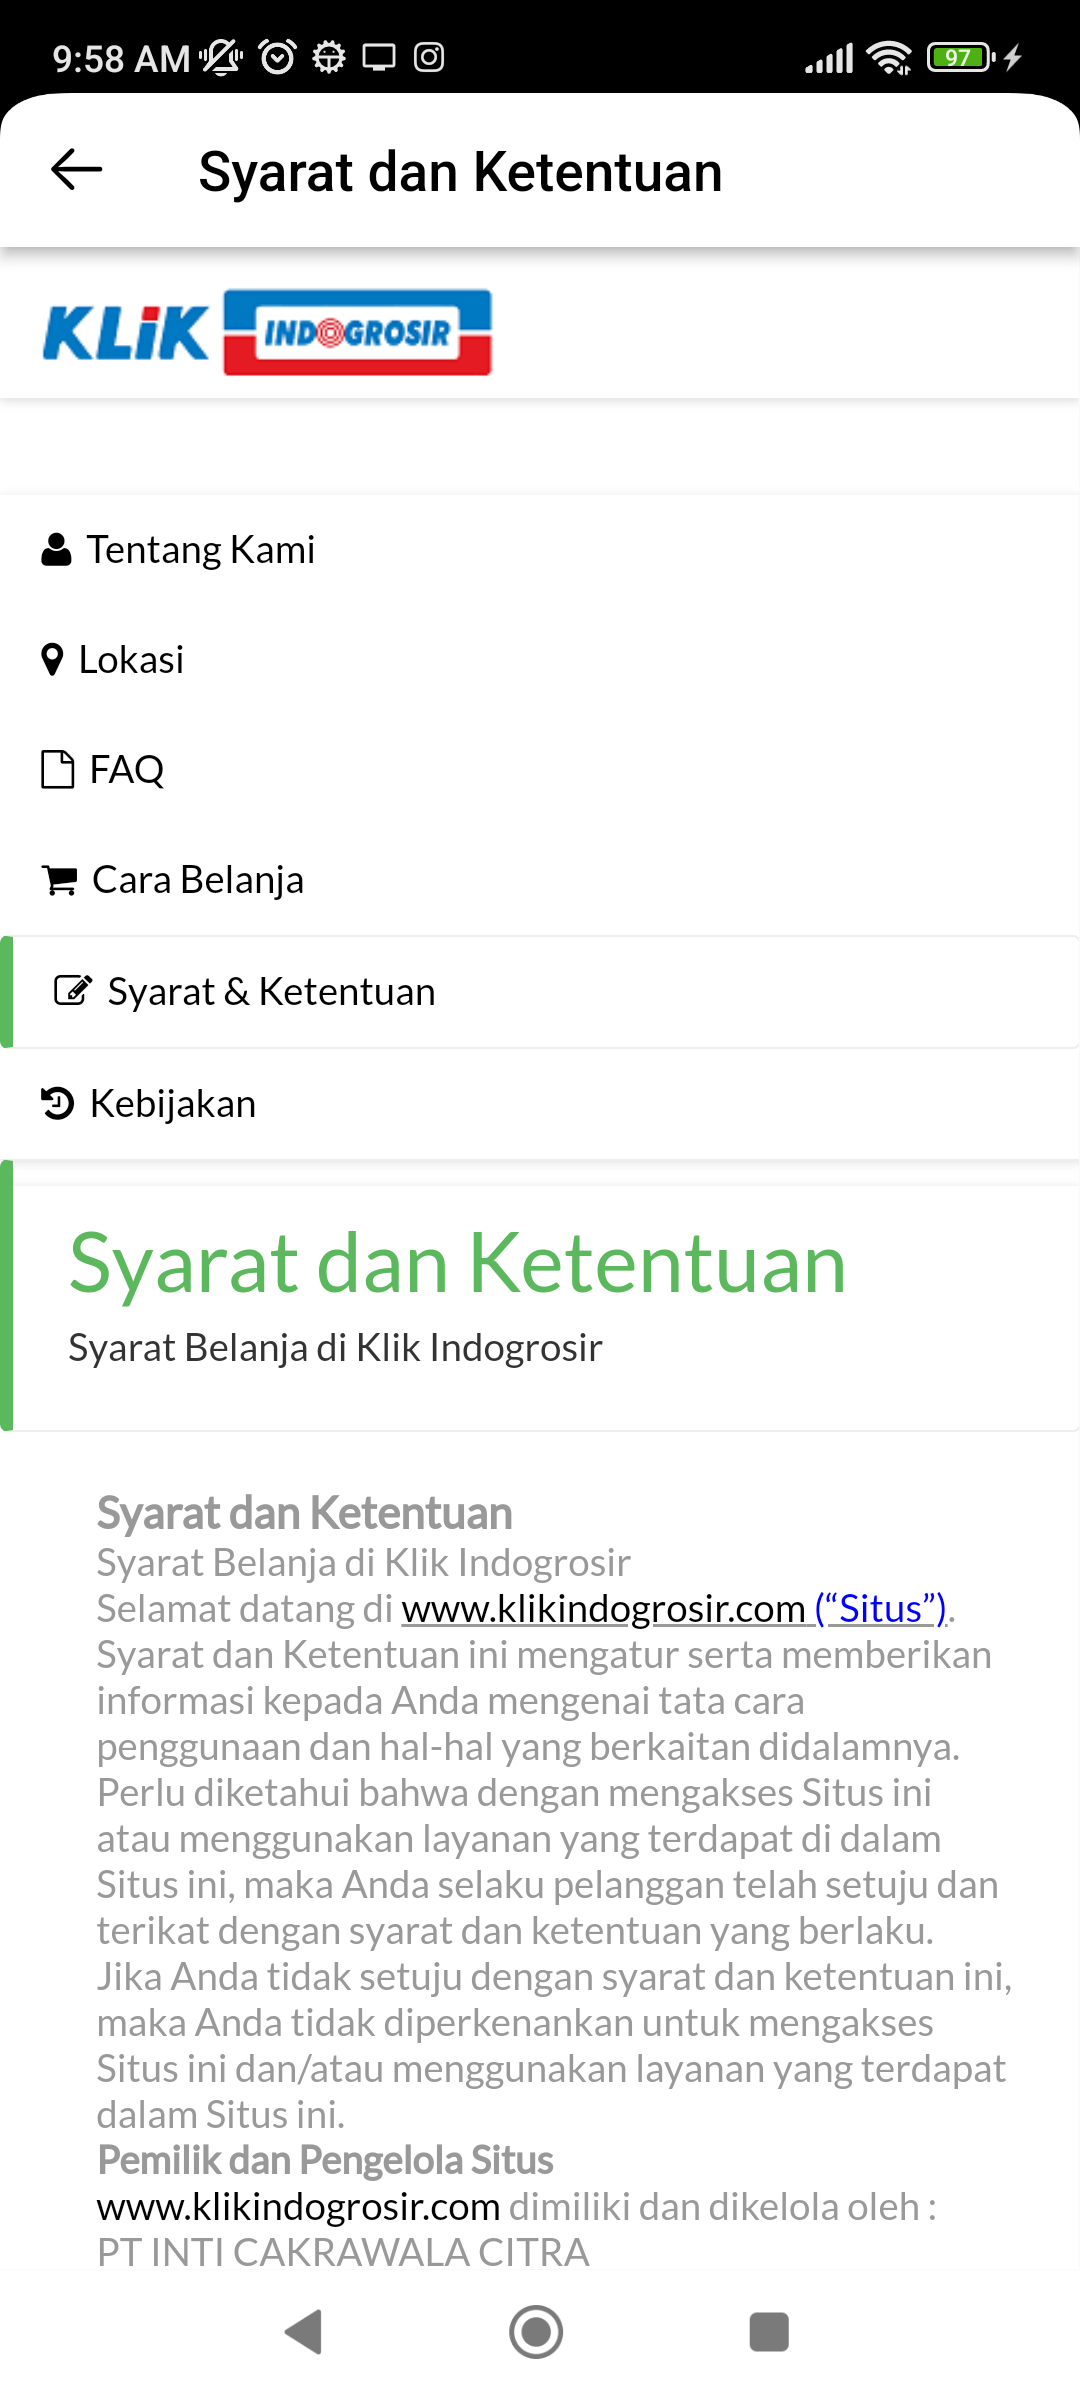 9:58 AM
97
Syarat dan Ketentuan
KLiK INDOGROSIR
Tentang Kami
Lokasi
FAQ
Cara Belanja
Syarat & Ketentuan
Kebijakan
Syarat dan Ketentuan
Syarat Belanja di Klik Indogrosir
Syarat dan Ketentuan
Syarat Belanja di Klik Indogrosir
Selamat datang di www.klikindogrosir.com (“Situs”).
Syarat dan Ketentuan ini mengatur serta memberikan
informasi kepada Anda mengenai tata cara
penggunaan dan hal-hal yang berkaitan didalamnya.
Perlu diketahui bahwa dengan mengakses Situs ini
atau menggunakan layanan yang terdapat di dalam
Situs ini, maka Anda selaku pelanggan telah setuju dan
terikat dengan syarat dan ketentuan yang berlaku.
Jika Anda tidak setuju dengan syarat dan ketentuan ini,
maka Anda tidak diperkenankan untuk mengakses
Situs ini dan/atau menggunakan layanan yang terdapat
dalam Situs ini.
Pemilik dan Pengelola Situs
www.klikindogrosir.com dimiliki dan dikelola oleh :
PT INTI CAKRAWALA CITRA